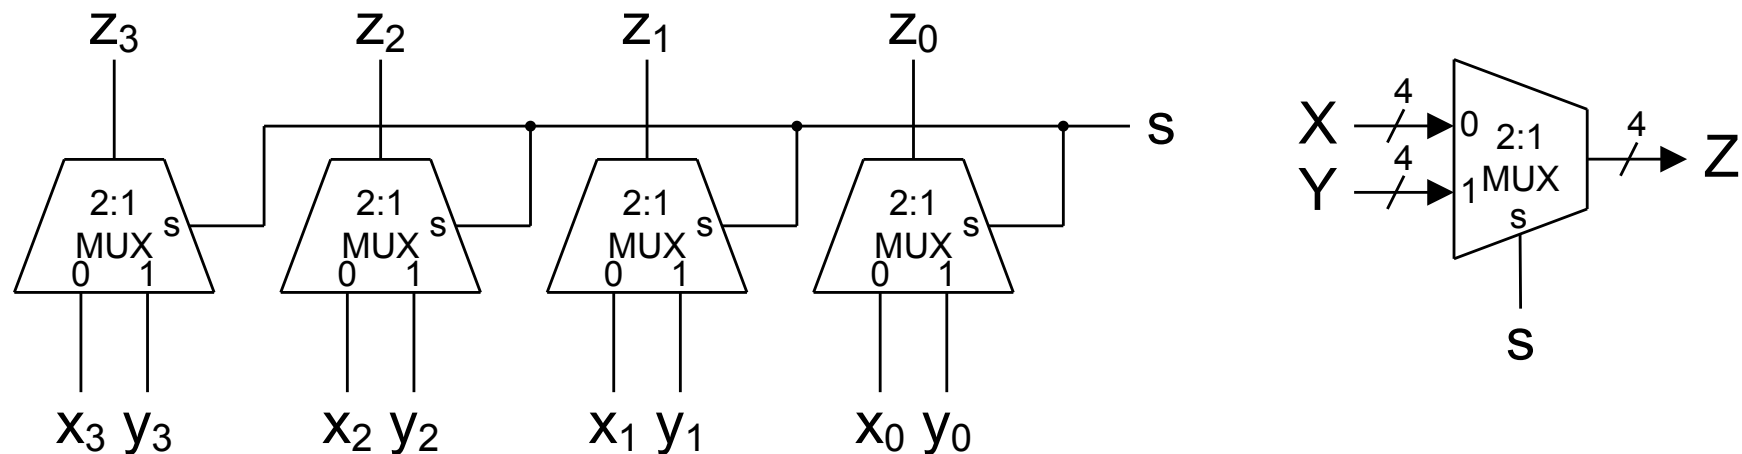 z₃ z₂ z₁ z₀
s
2:1 MUX s 0 1
2:1 MUX s 0 1
2:1 MUX s 0 1
2:1 MUX s 0 1
x₃ y₃ x₂ y₂ x₁ y₁ x₀ y₀
X 4 0
Y 4 1
2:1
MUX
s
4 Z
s